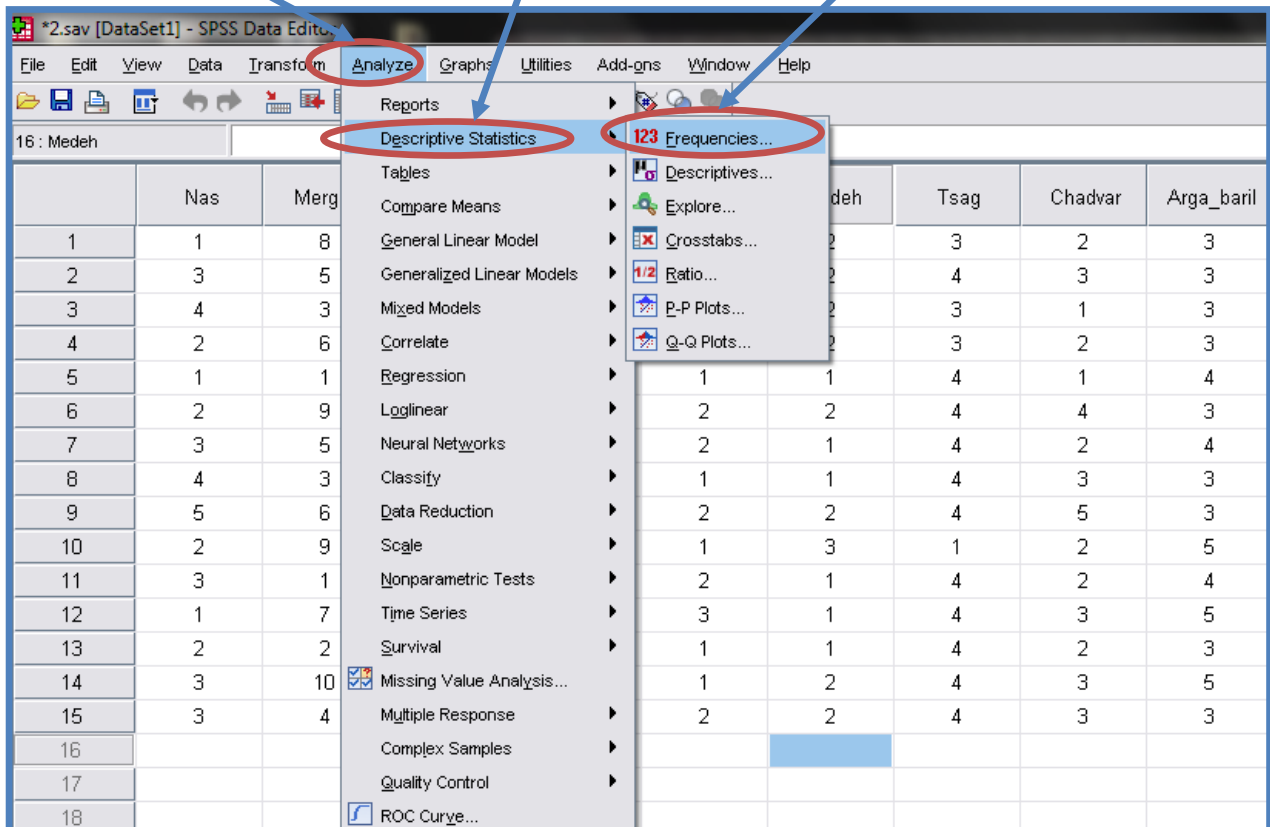 *2.sav [DataSet1] - SPSS Data Edito
File Edit View Data Transform Analyze Graphs Utilities Add-ons Window Help
16 : Medeh
Reports
Descriptive Statistics
Tables
Compare Means
General Linear Model
Generalized Linear Models
Mixed Models
Correlate
Regression
Loglinear
Neural Networks
Classify
Data Reduction
Scale
Nonparametric Tests
Time Series
Survival
Missing Value Analysis...
Multiple Response
Complex Samples
Quality Control
ROC Curve...
123 Frequencies...
Descriptives...
Explore...
Crosstabs...
1/2 Ratio...
P-P Plots...
Q-Q Plots...
Nas Merg deh Tsag Chadvar Arga_baril
1 1 8 2 3 2 3
2 3 5 2 4 3 3
3 4 3 2 3 1 3
4 2 6 2 3 2 3
5 1 1 1 1 4 1 4
6 2 9 2 2 4 4 3
7 3 5 2 1 4 2 4
8 4 3 1 1 4 3 3
9 5 6 2 2 4 5 3
10 2 9 1 3 1 2 5
11 3 1 2 1 4 2 4
12 1 7 3 1 4 3 5
13 2 2 1 1 4 2 3
14 3 10 1 2 4 3 5
15 3 4 2 2 4 3 3
16
17
18